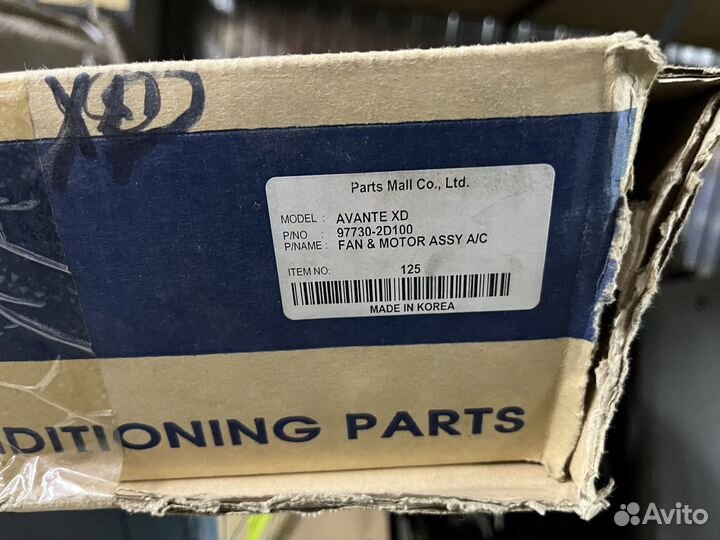 XD
Parts Mall Co., Ltd.
MODEL : AVANTE XD
P/NO : 97730-2D100
P/NAME : FAN & MOTOR ASSY A/C
ITEM NO: 125
MADE IN KOREA
NDITIONING PARTS
Avito